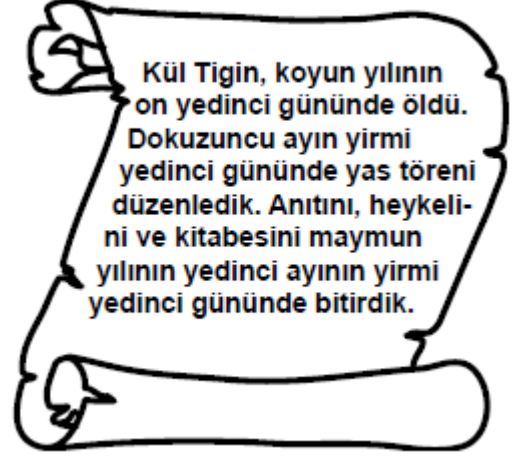 Kül Tigin, koyun yılının
on yedinci gününde öldü.
Dokuzuncu ayın yirmi
yedinci gününde yas töreni
düzenledik. Anıtını, heykeli-
ni ve kitabesini maymun
yılının yedinci ayının yirmi
yedinci gününde bitirdik.